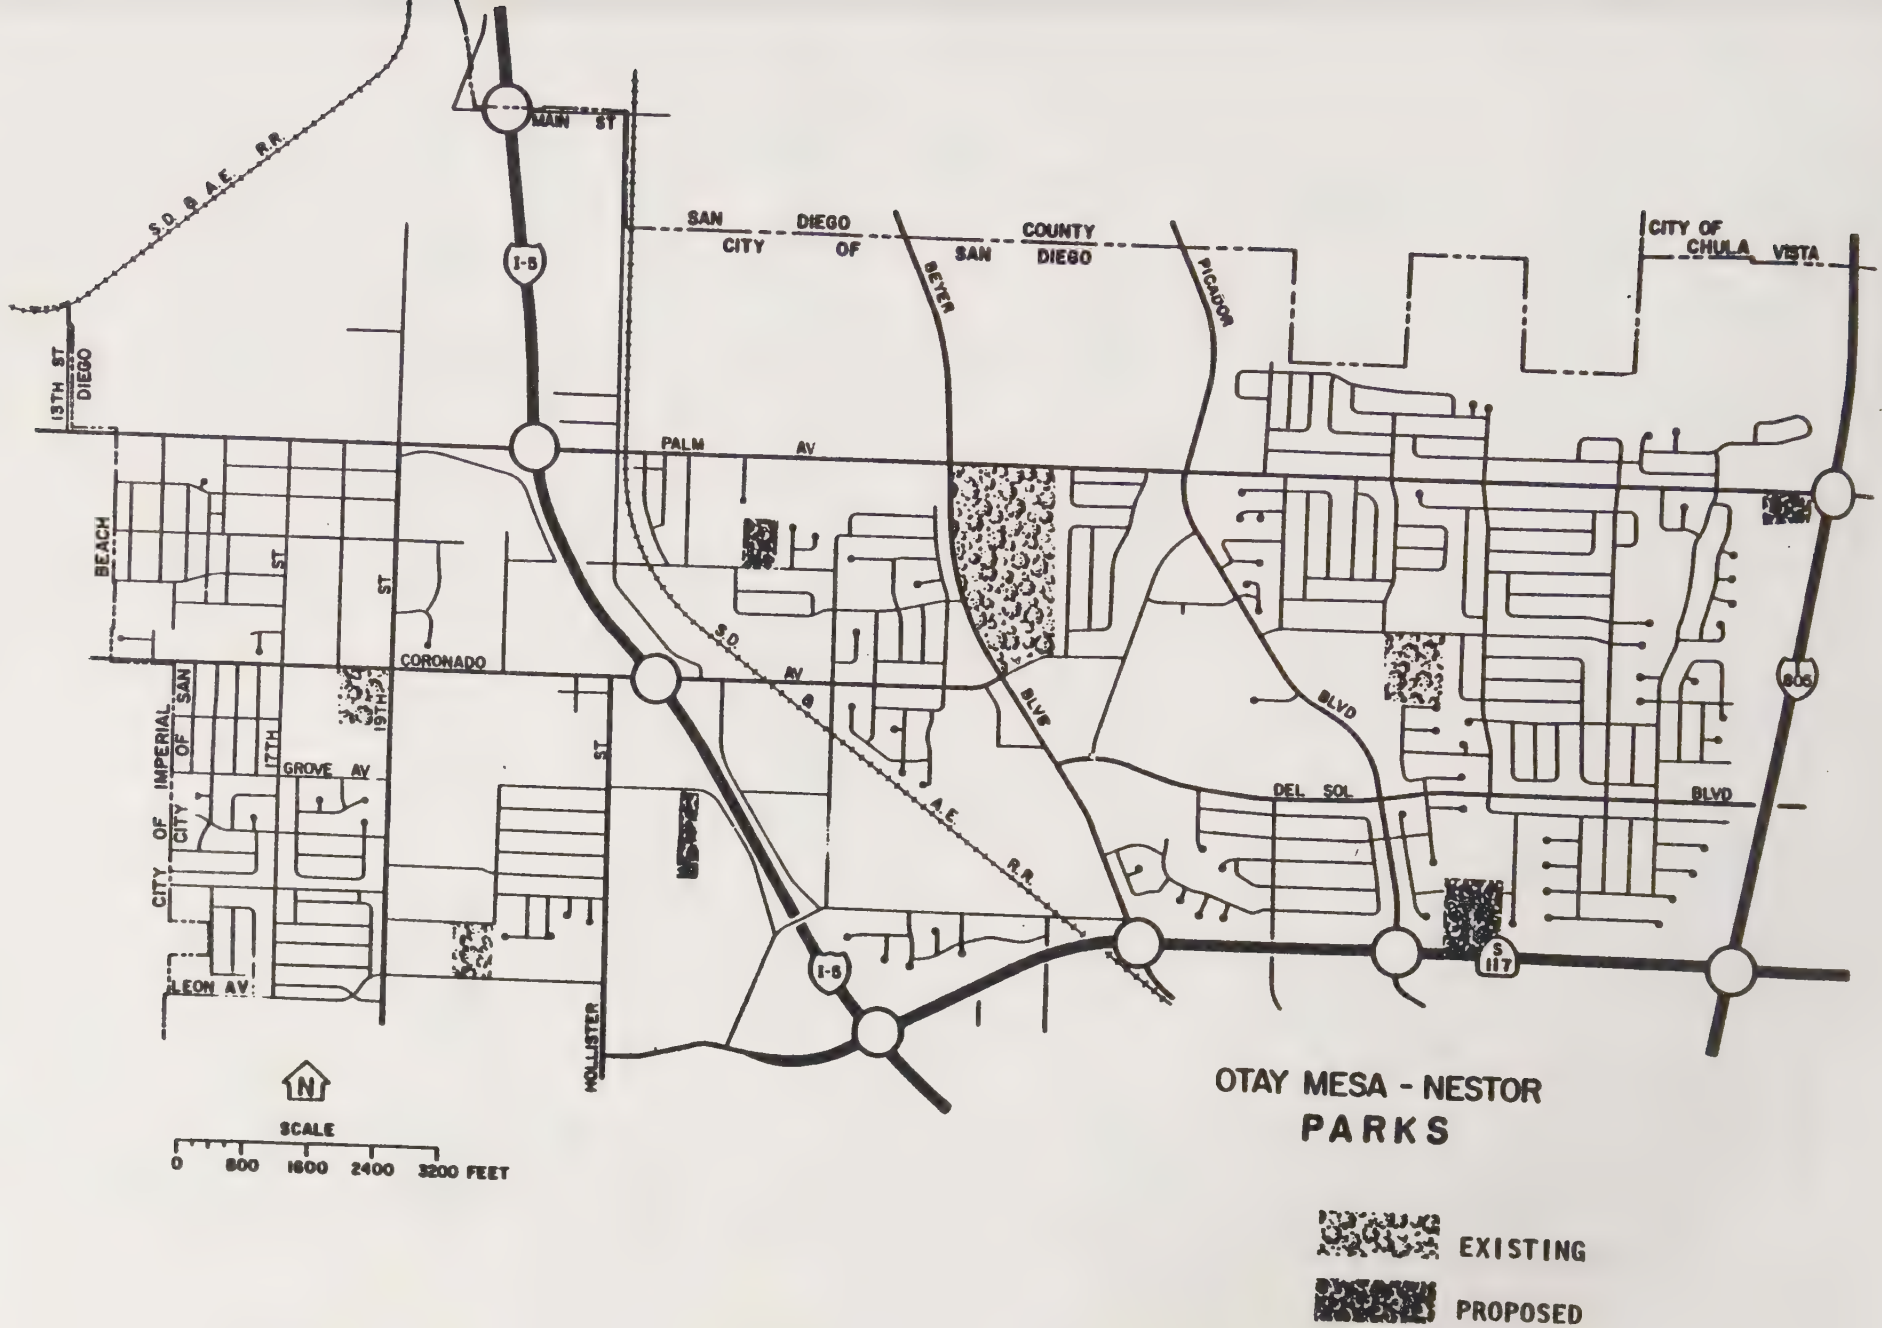 MAIN ST
S.D. & A.E. R.R.
SAN DIEGO COUNTY
CITY OF SAN DIEGO
CITY OF
CHULA VISTA
I-5
BEYER
PICADOR
13TH ST
DIEGO
PALM AV
BEACH
ST
ST
S.D. & A.E. R.R.
CORONADO AV
805
BLVD
BLVD
19TH
17TH
ST
CITY OF IMPERIAL
CITY OF SAN
GROVE AV
DEL SOL BLVD
S
117
I-5
LEON AV
HOLLISTER
N
SCALE
0 800 1600 2400 3200 FEET
OTAY MESA - NESTOR
PARKS
EXISTING
PROPOSED